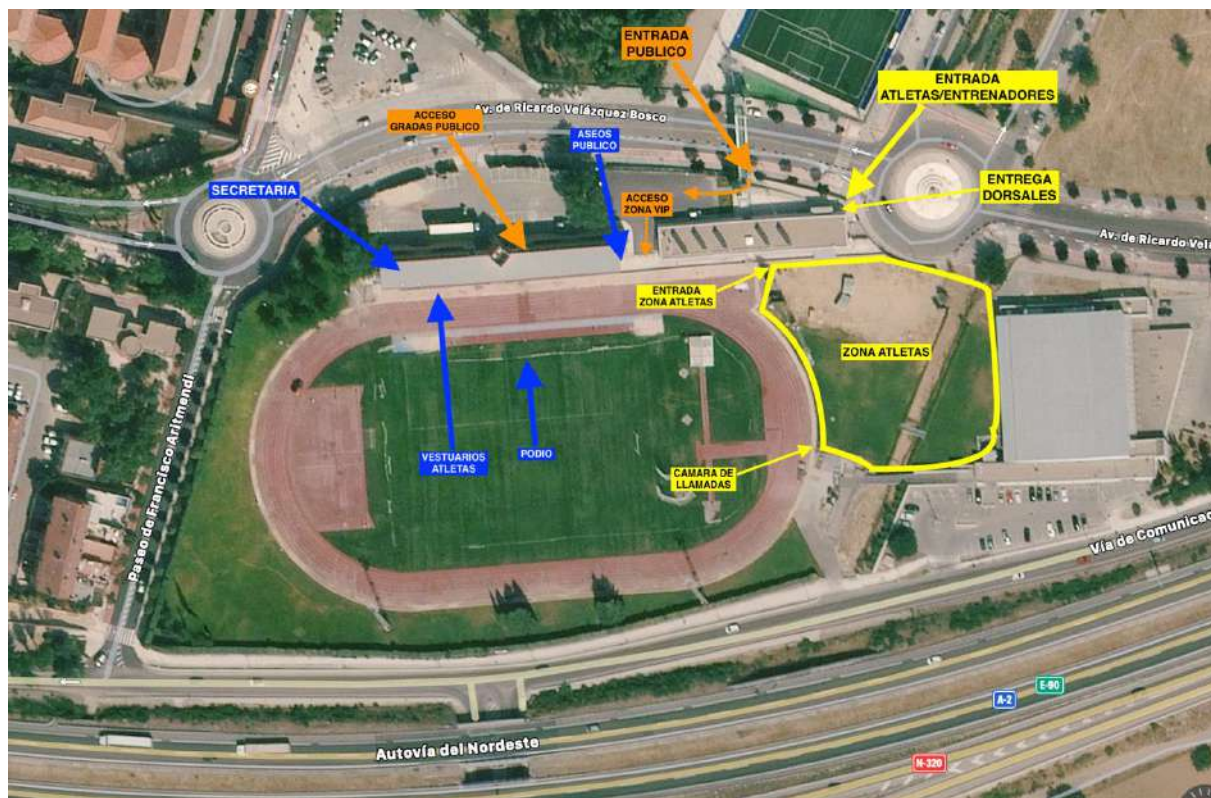 ENTRADA
PUBLICO
ENTRADA
ATLETAS/ENTRENADORES
Av. de Ricardo Velázquez Bosco
ACCESO
GRADAS PUBLICO
ASEOS
PUBLICO
SECRETARIA
ENTREGA
DORSALES
ACCESO
ZONA VIP
Av. de Ricardo Velá
ENTRADA
ZONA ATLETAS
ZONA ATLETAS
Paseo de Francisco Aritmendi
VESTUARIOS
ATLETAS
PODIO
CAMARA DE
LLAMADAS
Vía de Comunicac
E-90
A-2
Autovía del Nordeste
N-320